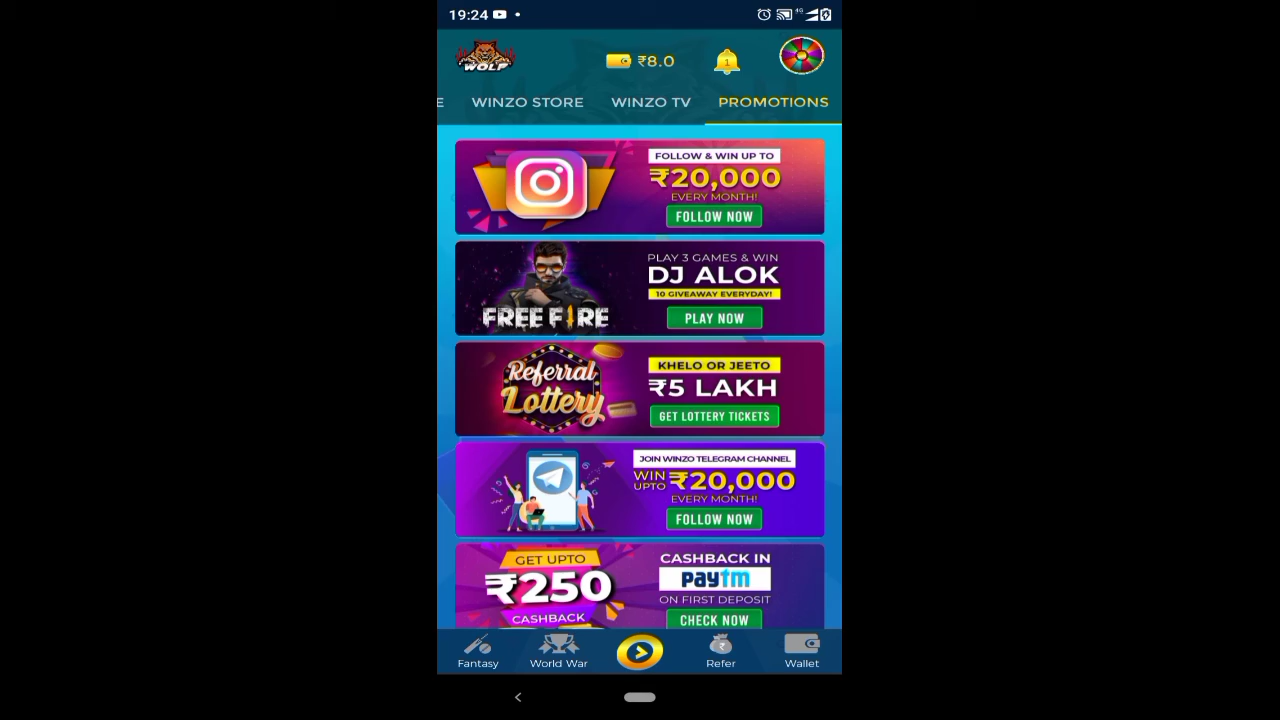 19:24
4G
WOLF
₹8.0
1
E WINZO STORE WINZO TV PROMOTIONS
FOLLOW & WIN UP TO
₹20,000
EVERY MONTH!
FOLLOW NOW
FREE FIRE
PLAY 3 GAMES & WIN
DJ ALOK
10 GIVEAWAY EVERYDAY!
PLAY NOW
Referral
Lottery
KHELO OR JEETO
₹5 LAKH
GET LOTTERY TICKETS
JOIN WINZO TELEGRAM CHANNEL
WIN UPTO ₹20,000
EVERY MONTH!
FOLLOW NOW
GET UPTO
₹250
CASHBACK
CASHBACK IN
paytm
ON FIRST DEPOSIT
CHECK NOW
Fantasy World War Refer Wallet